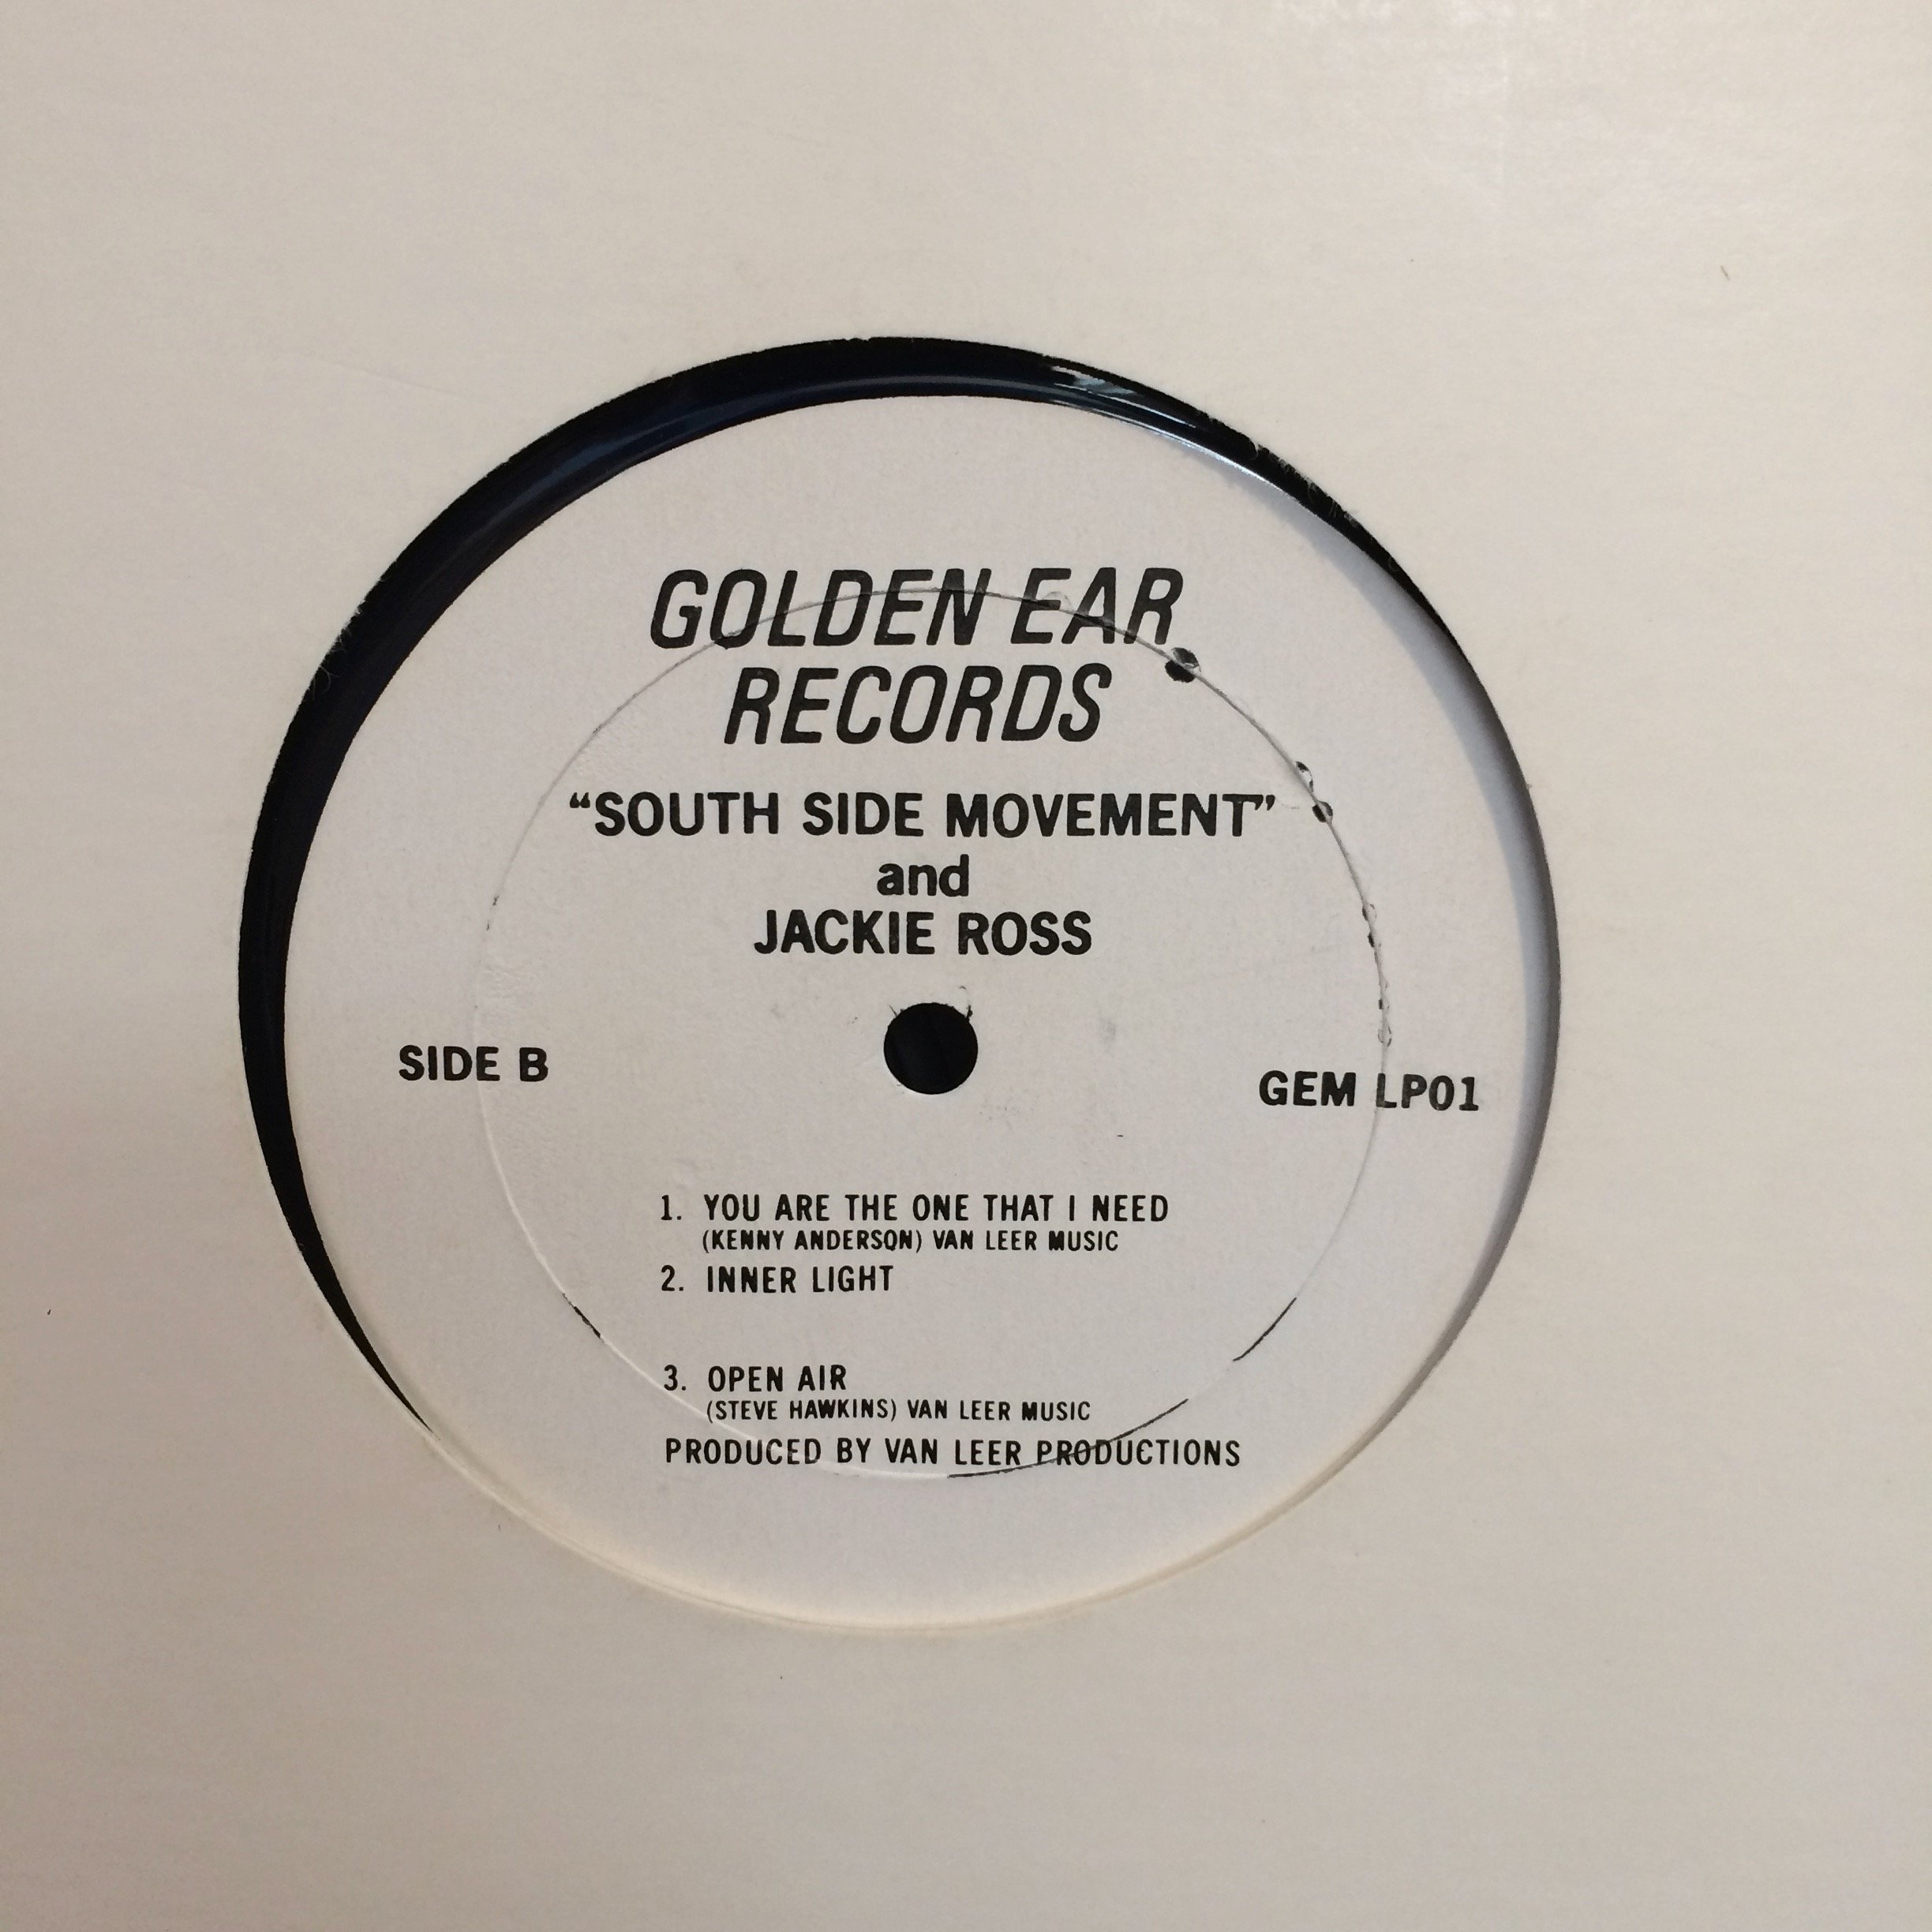 GOLDEN EAR
RECORDS
“SOUTH SIDE MOVEMENT”
and
JACKIE ROSS
SIDE B
GEM LP01
1. YOU ARE THE ONE THAT I NEED
(KENNY ANDERSON) VAN LEER MUSIC
2. INNER LIGHT
3. OPEN AIR
(STEVE HAWKINS) VAN LEER MUSIC
PRODUCED BY VAN LEER PRODUCTIONS